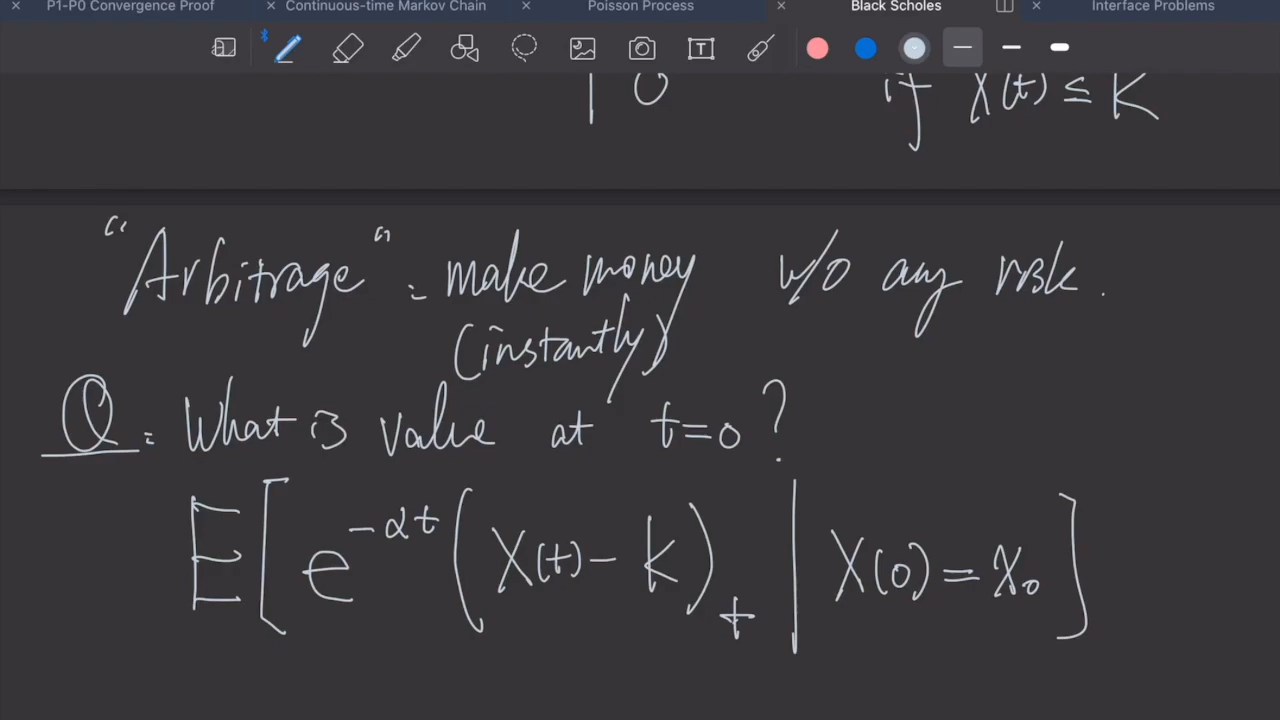 P1-P0 Convergence Proof Continuous-time Markov Chain Poisson Process Black Scholes Interface Problems
T
0 if X(t) ≤ K
"Arbitrage" = make money w/o any risk.
(instantly)
Q: What is value at t=0?
E[e^{-αt}(X(t)-K)_+ | X(0)=x_0]